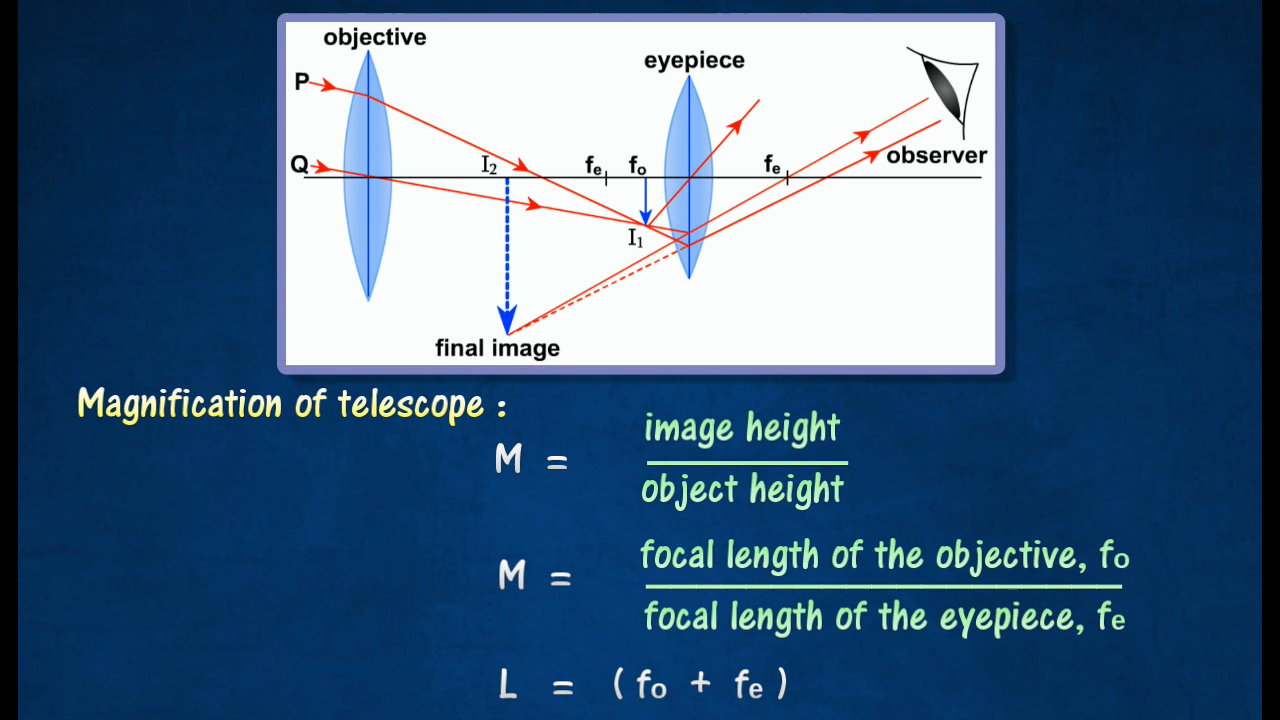 objective
eyepiece
P
Q
I₂
fₑ
fₒ
fₑ
observer
I₁
final image
Magnification of telescope :
M = image height
object height
M = focal length of the objective, fₒ
focal length of the eyepiece, fₑ
L = ( fₒ + fₑ )